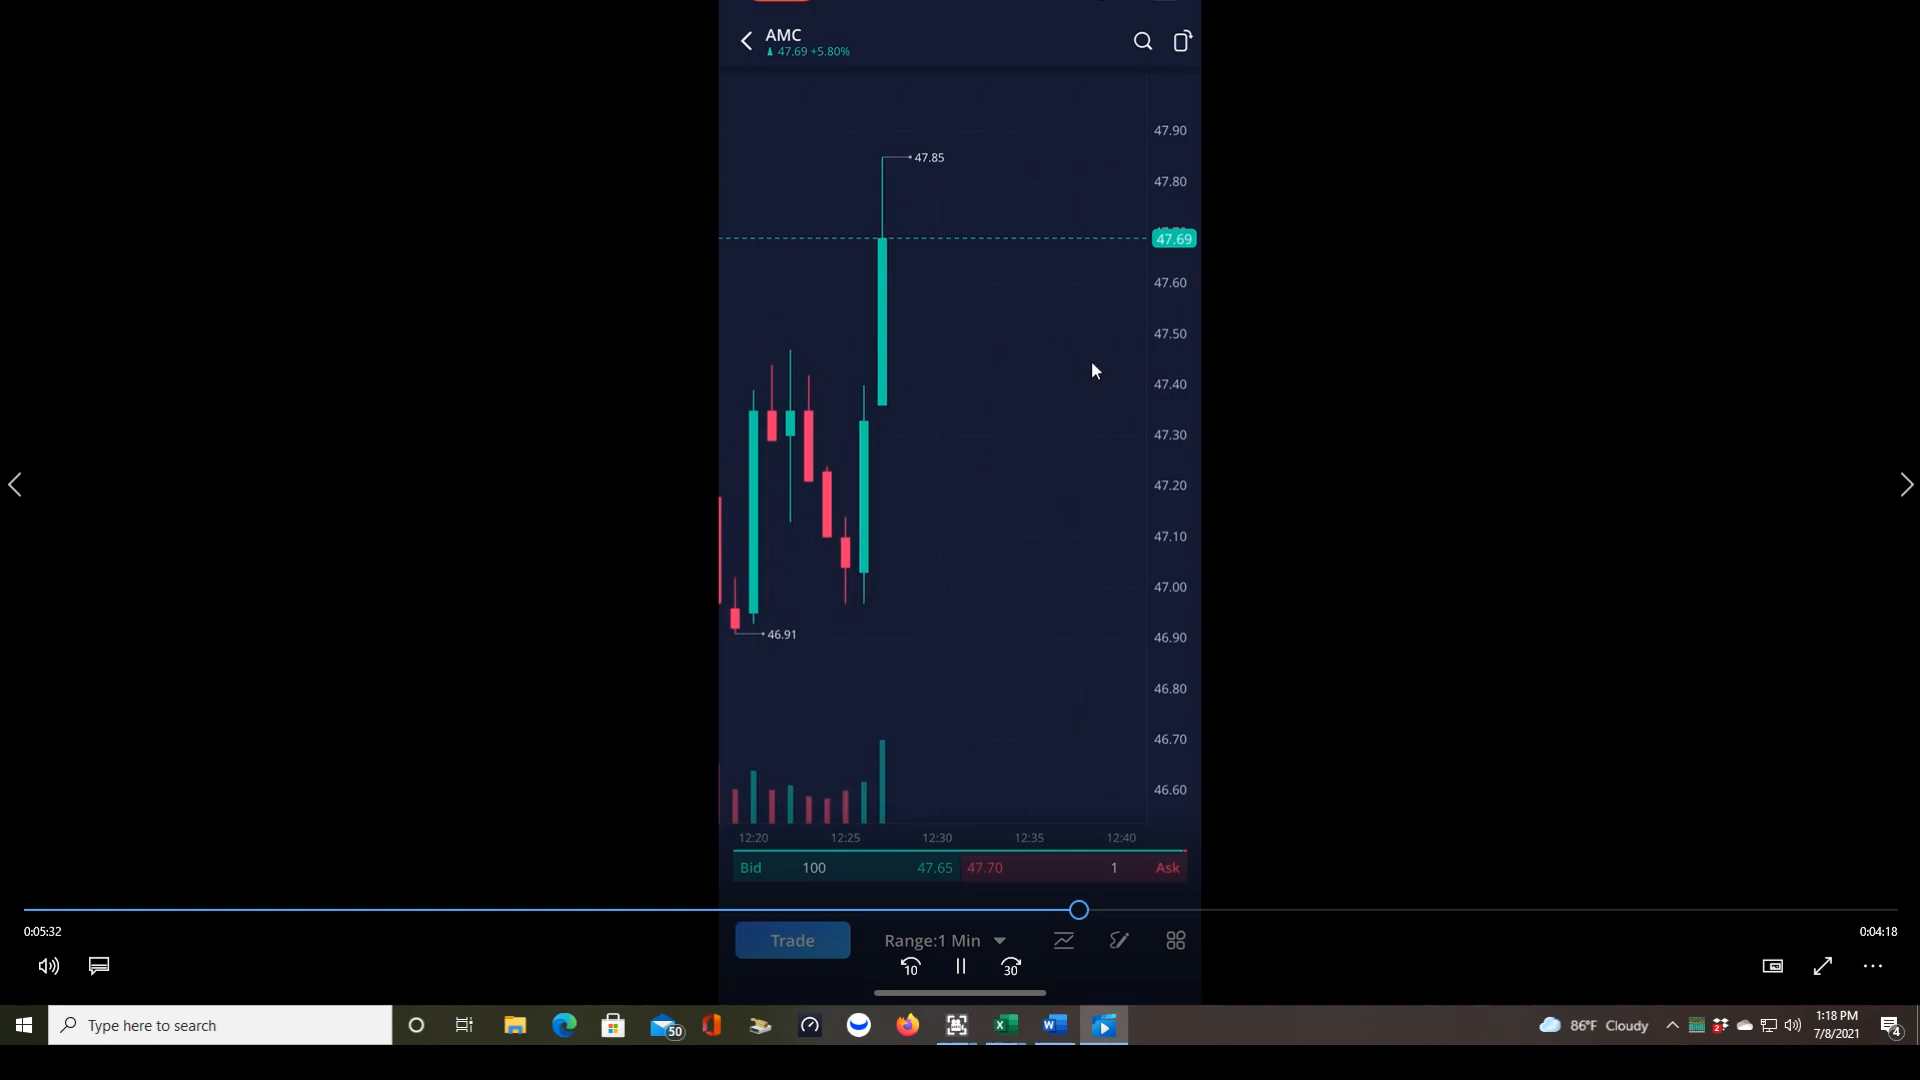 AMC
47.69 +5.80%
47.90
47.85
47.80
47.69
47.60
47.50
47.40
47.30
47.20
47.10
47.00
46.91
46.90
46.80
46.70
46.60
12:20 12:25 12:30 12:35 12:40
Bid 100 47.65 47.70 1 Ask
0:05:32
0:04:18
Trade Range:1 Min
10 30
Type here to search
50
X
W
86°F Cloudy
2
1:18 PM
7/8/2021
4